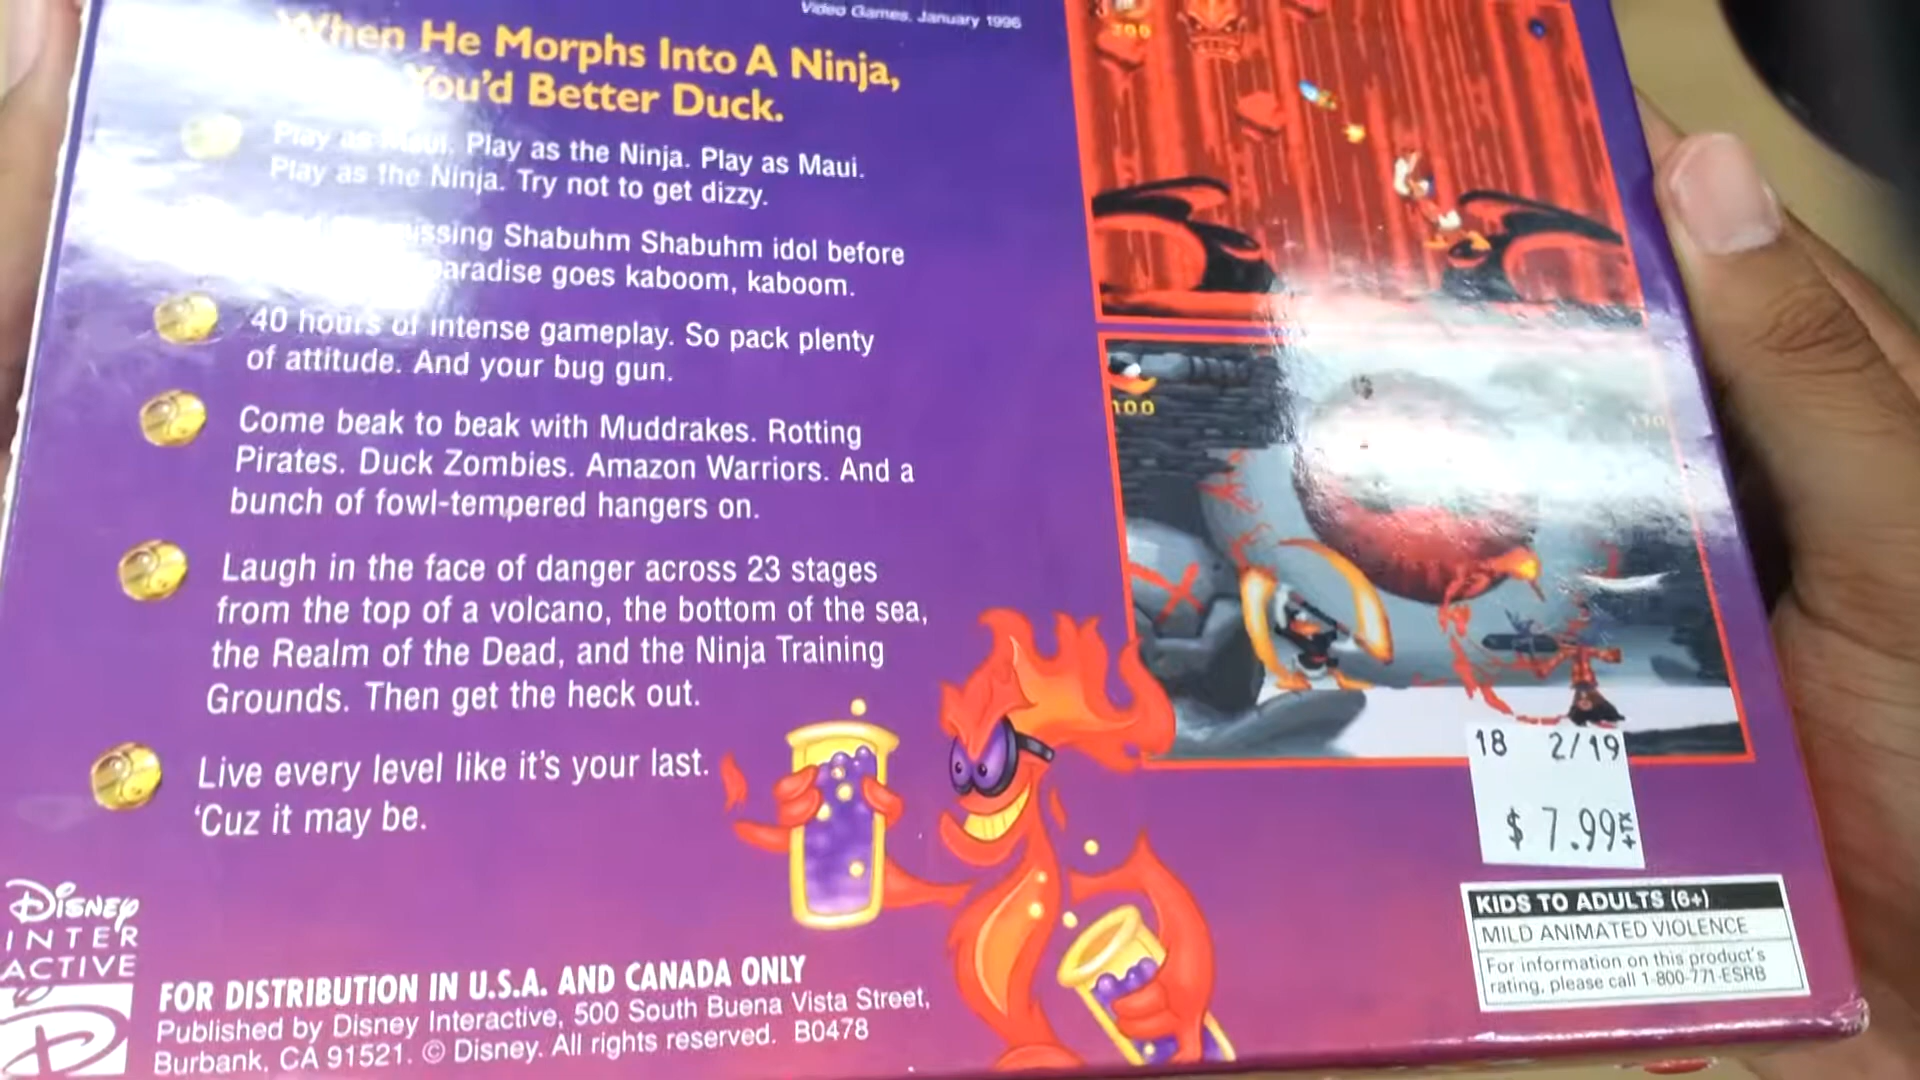 Video Games, January 1996
When He Morphs Into A Ninja,
You'd Better Duck.
Play as Maui. Play as the Ninja. Play as Maui.
Play as the Ninja. Try not to get dizzy.
Shabuhm Shabuhm idol before
paradise goes kaboom, kaboom.
40 hours of intense gameplay. So pack plenty
of attitude. And your bug gun.
Come beak to beak with Muddrakes. Rotting
Pirates. Duck Zombies. Amazon Warriors. And a
bunch of fowl-tempered hangers on.
Laugh in the face of danger across 23 stages
from the top of a volcano, the bottom of the sea,
the Realm of the Dead, and the Ninja Training
Grounds. Then get the heck out.
Live every level like it's your last.
'Cuz it may be.
100
18 2/19
$ 7.99
KIDS TO ADULTS (6+)
MILD ANIMATED VIOLENCE
For information on this product's
rating, please call 1-800-771-ESRB
DISNEY
INTER
ACTIVE
D
FOR DISTRIBUTION IN U.S.A. AND CANADA ONLY
Published by Disney Interactive, 500 South Buena Vista Street,
Burbank, CA 91521. © Disney. All rights reserved. B0478